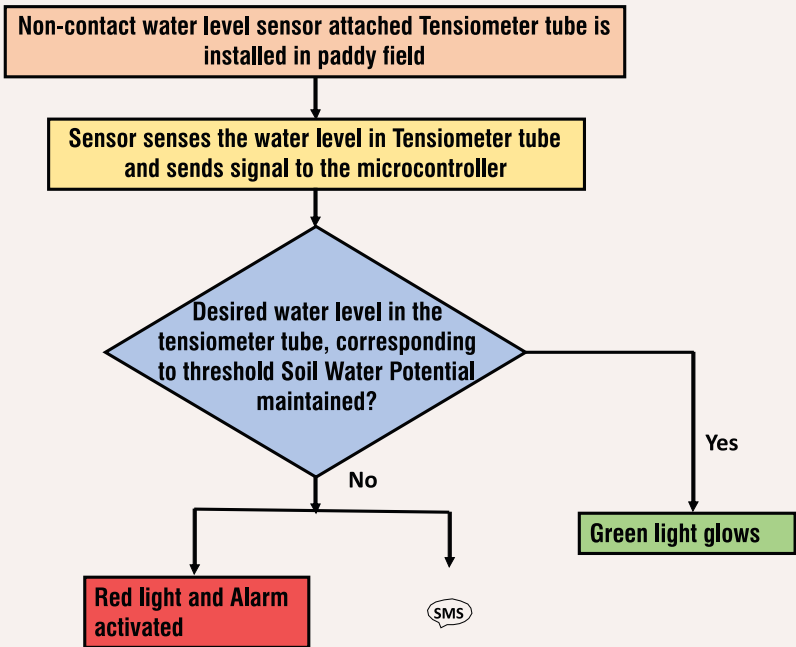 Non-contact water level sensor attached Tensiometer tube is
installed in paddy field
Sensor senses the water level in Tensiometer tube
and sends signal to the microcontroller
Desired water level in the
tensiometer tube, corresponding
to threshold Soil Water Potential
maintained?
Yes
No
Green light glows
Red light and Alarm
activated
SMS